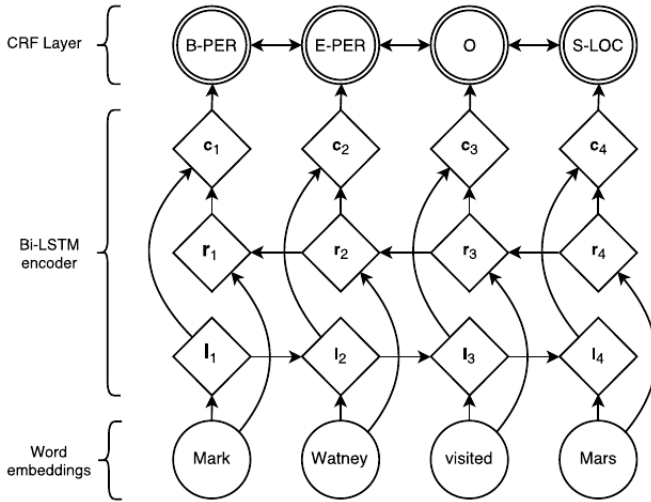 CRF Layer
B-PER E-PER O S-LOC
c₁ c₂ c₃ c₄
Bi-LSTM
encoder
r₁ r₂ r₃ r₄
l₁ l₂ l₃ l₄
Word
embeddings
Mark Watney visited Mars